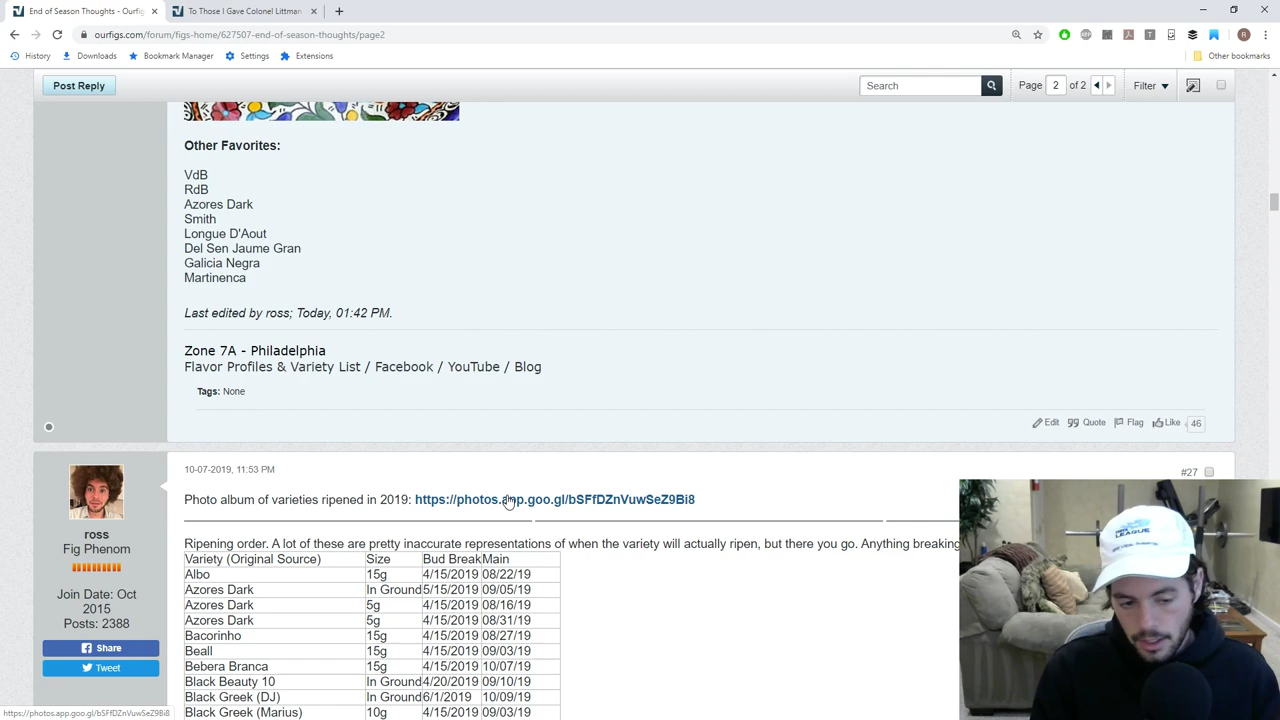 End of Season Thoughts - Ourfigs
To Those I Gave Colonel Littman
ourfigs.com/forum/figs-home/627507-end-of-season-thoughts/page2
History Downloads Bookmark Manager Settings Extensions Other bookmarks
Post Reply Search Page 2 of 2 Filter
Other Favorites:
VdB
RdB
Azores Dark
Smith
Longue D'Aout
Del Sen Jaume Gran
Galicia Negra
Martinenca
Last edited by ross; Today, 01:42 PM.
Zone 7A - Philadelphia
Flavor Profiles & Variety List / Facebook / YouTube / Blog
Tags: None
Edit Quote Flag Like 46
10-07-2019, 11:53 PM
#27
ross
Fig Phenom
Join Date: Oct
2015
Posts: 2388
Share
Tweet
Photo album of varieties ripened in 2019: https://photos.app.goo.gl/bSFfDZnVuwSeZ9Bi8
Ripening order. A lot of these are pretty inaccurate representations of when the variety will actually ripen, but there you go. Anything breaking
Variety (Original Source) Size Bud Break Main
Albo 15g 4/15/2019 08/22/19
Azores Dark In Ground 5/15/2019 09/05/19
Azores Dark 5g 4/15/2019 08/16/19
Azores Dark 5g 4/15/2019 08/31/19
Bacorinho 15g 4/15/2019 08/27/19
Beall 15g 4/15/2019 09/03/19
Bebera Branca 15g 4/15/2019 10/07/19
Black Beauty 10 In Ground 4/20/2019 09/10/19
Black Greek (DJ) In Ground 6/1/2019 10/09/19
Black Greek (Marius) 10g 4/15/2019 09/03/19
https://photos.app.goo.gl/bSFfDZnVuwSeZ9Bi8